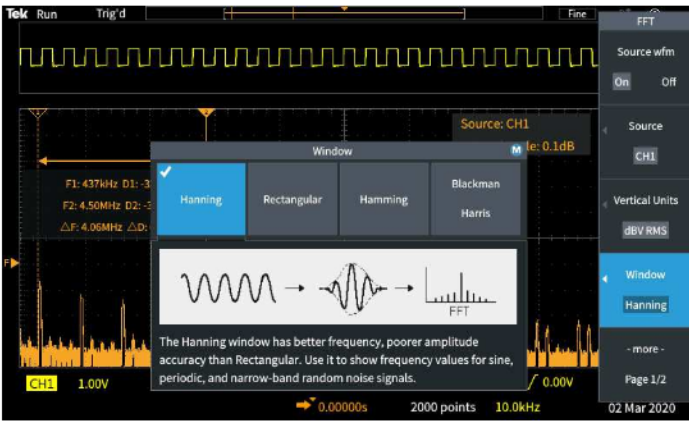 Tek Run Trig'd Fine
FFT
Source wfm
On Off
Source
CH1
Vertical Units
dBV RMS
Window
Hanning
- more -
Page 1/2
Source: CH1
le: 0.1dB
F1: 437kHz D1: -3
F2: 4.50MHz D2: -3
△F: 4.06MHz △D:
Window M
Hanning
Rectangular
Hamming
Blackman
Harris
FFT
The Hanning window has better frequency, poorer amplitude
accuracy than Rectangular. Use it to show frequency values for sine,
periodic, and narrow-band random noise signals.
F
CH1 1.00V
0.00V
0.00000s 2000 points 10.0kHz 02 Mar 2020